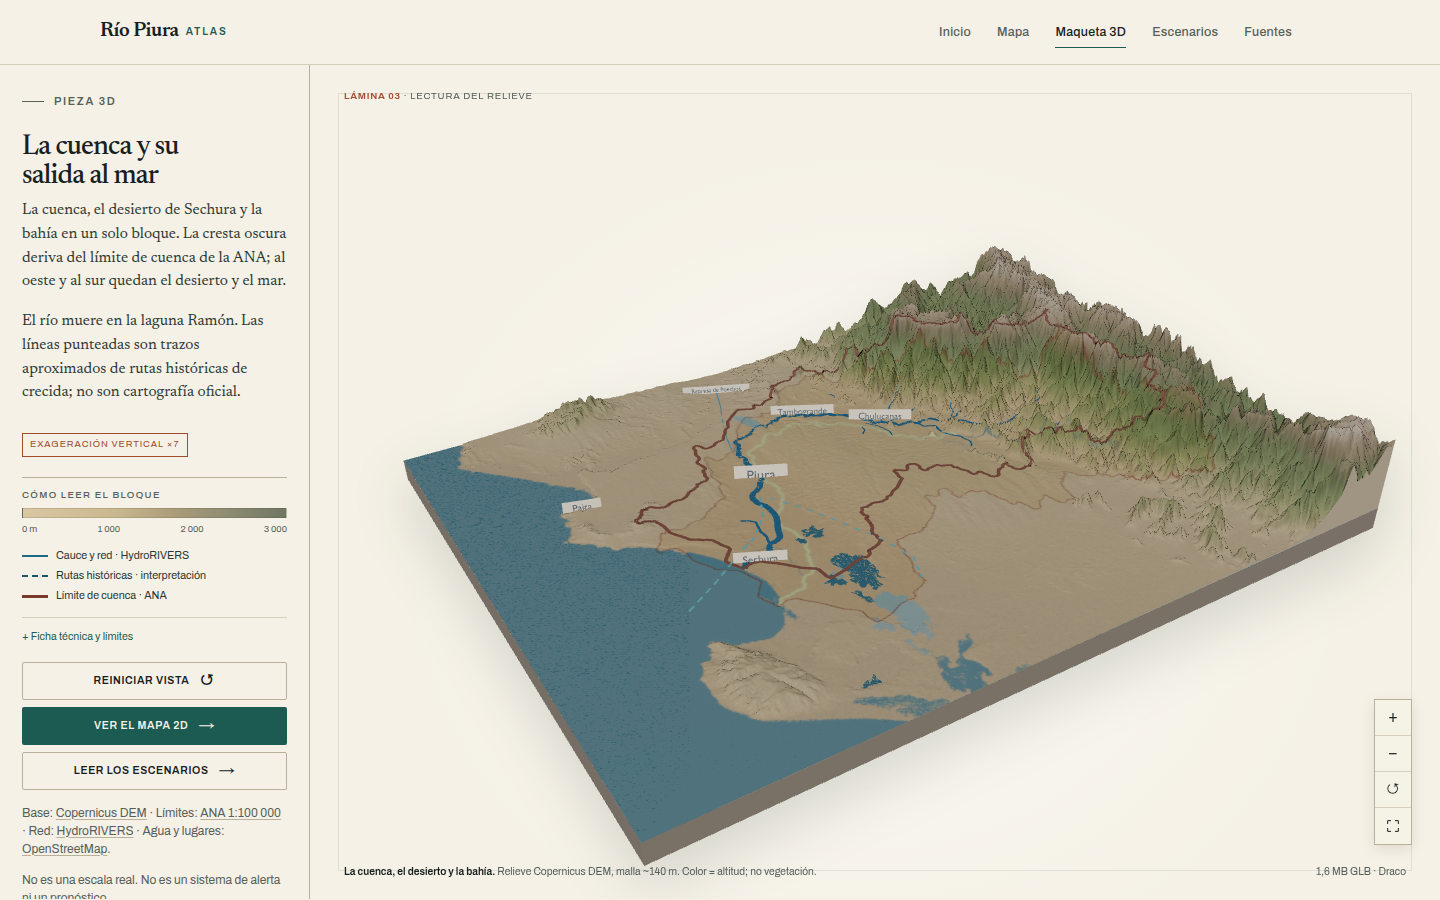 Río Piura ATLAS
Inicio Mapa Maqueta 3D Escenarios Fuentes
PIEZA 3D
La cuenca y su
salida al mar
La cuenca, el desierto de Sechura y la
bahía en un solo bloque. La cresta oscura
deriva del límite de cuenca de la ANA; al
oeste y al sur quedan el desierto y el mar.
El río muere en la laguna Ramón. Las
líneas punteadas son trazos
aproximados de rutas históricas de
crecida; no son cartografía oficial.
EXAGERACIÓN VERTICAL ×7
CÓMO LEER EL BLOQUE
0 m 1 000 2 000 3 000
Cauce y red · HydroRIVERS
Rutas históricas · interpretación
Límite de cuenca · ANA
+ Ficha técnica y límites
REINICIAR VISTA ↺
VER EL MAPA 2D →
LEER LOS ESCENARIOS →
Base: Copernicus DEM · Límites: ANA 1:100 000
· Red: HydroRIVERS · Agua y lugares:
OpenStreetMap.
No es una escala real. No es un sistema de alerta
ni un pronóstico
LÁMINA 03 · LECTURA DEL RELIEVE
Tambogrande
Chulucanas
Piura
Paita
Sechura
+
−
↺
La cuenca, el desierto y la bahía. Relieve Copernicus DEM, malla ~140 m. Color = altitud; no vegetación.
1,6 MB GLB · Draco